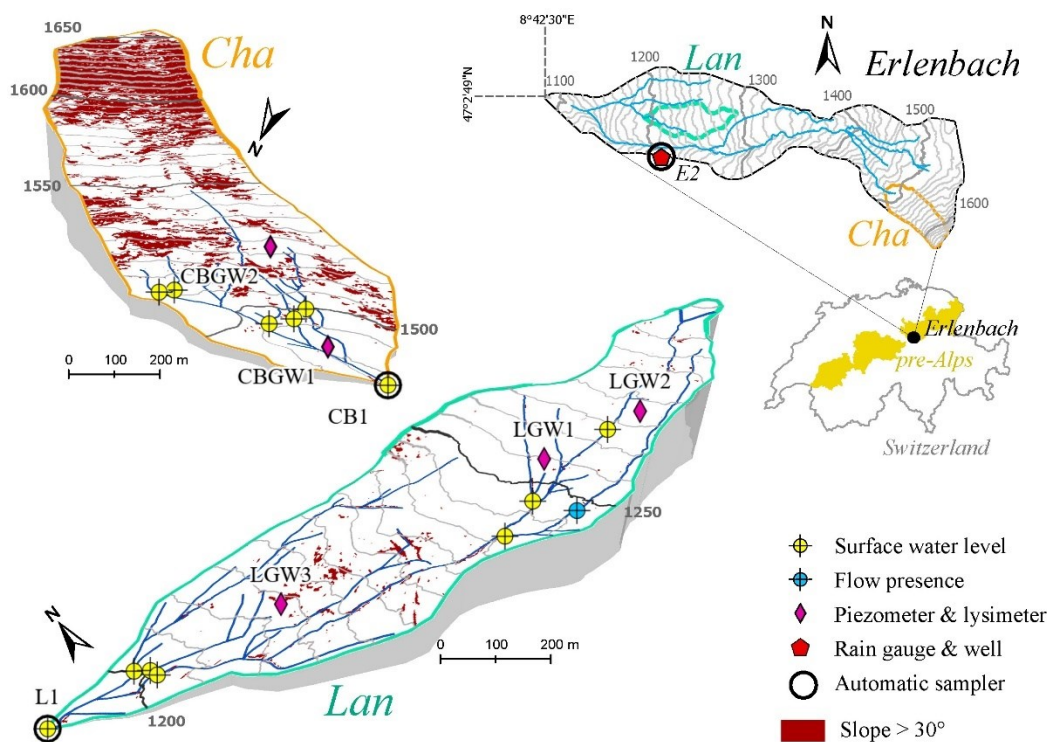 1650
Cha
1600
N
1550
CBGW2
1500
0 100 200 m
CBGW1
CB1
8°42'30"E
47°2'49"N
N
Erlenbach
Lan
1100
1200
1300
1400
1500
1600
E2
Cha
Erlenbach
pre-Alps
Switzerland
LGW2
LGW1
1250
LGW3
N
0 100 200 m
L1
1200
Lan
Surface water level
Flow presence
Piezometer & lysimeter
Rain gauge & well
Automatic sampler
Slope > 30°